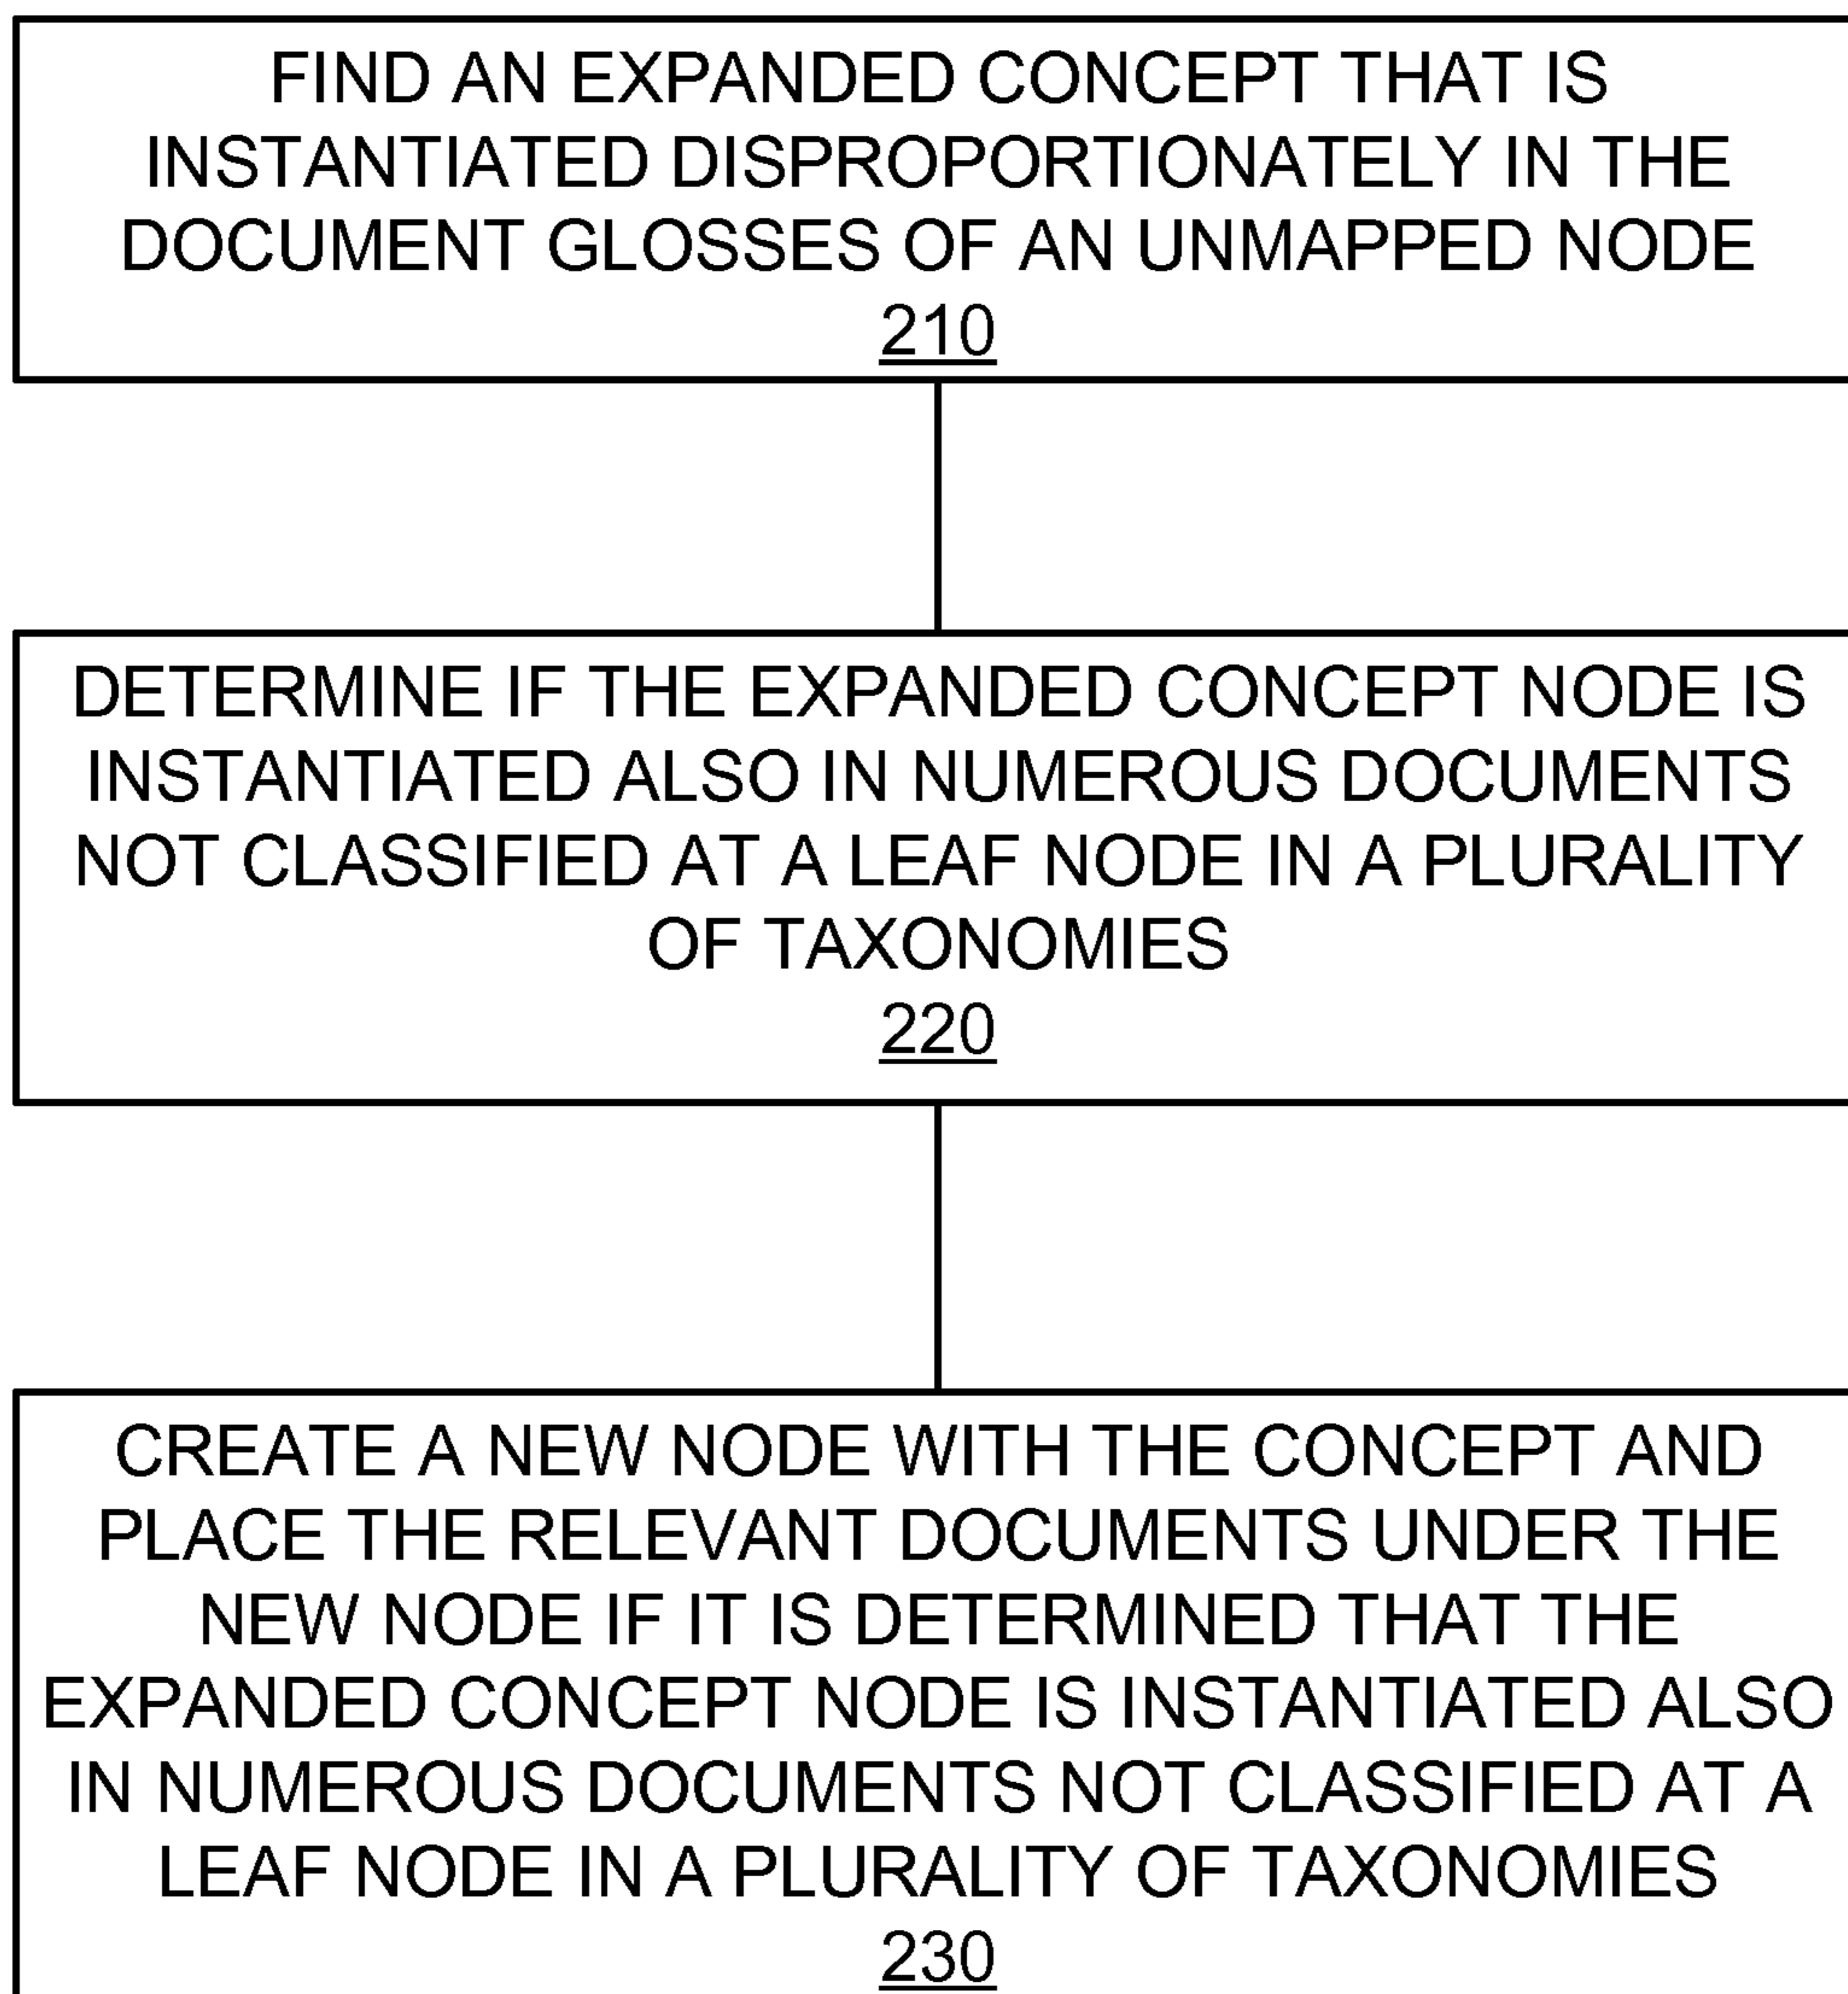 FIND AN EXPANDED CONCEPT THAT IS
INSTANTIATED DISPROPORTIONATELY IN THE
DOCUMENT GLOSSES OF AN UNMAPPED NODE
210
DETERMINE IF THE EXPANDED CONCEPT NODE IS
INSTANTIATED ALSO IN NUMEROUS DOCUMENTS
NOT CLASSIFIED AT A LEAF NODE IN A PLURALITY
OF TAXONOMIES
220
CREATE A NEW NODE WITH THE CONCEPT AND
PLACE THE RELEVANT DOCUMENTS UNDER THE
NEW NODE IF IT IS DETERMINED THAT THE
EXPANDED CONCEPT NODE IS INSTANTIATED ALSO
IN NUMEROUS DOCUMENTS NOT CLASSIFIED AT A
LEAF NODE IN A PLURALITY OF TAXONOMIES
230